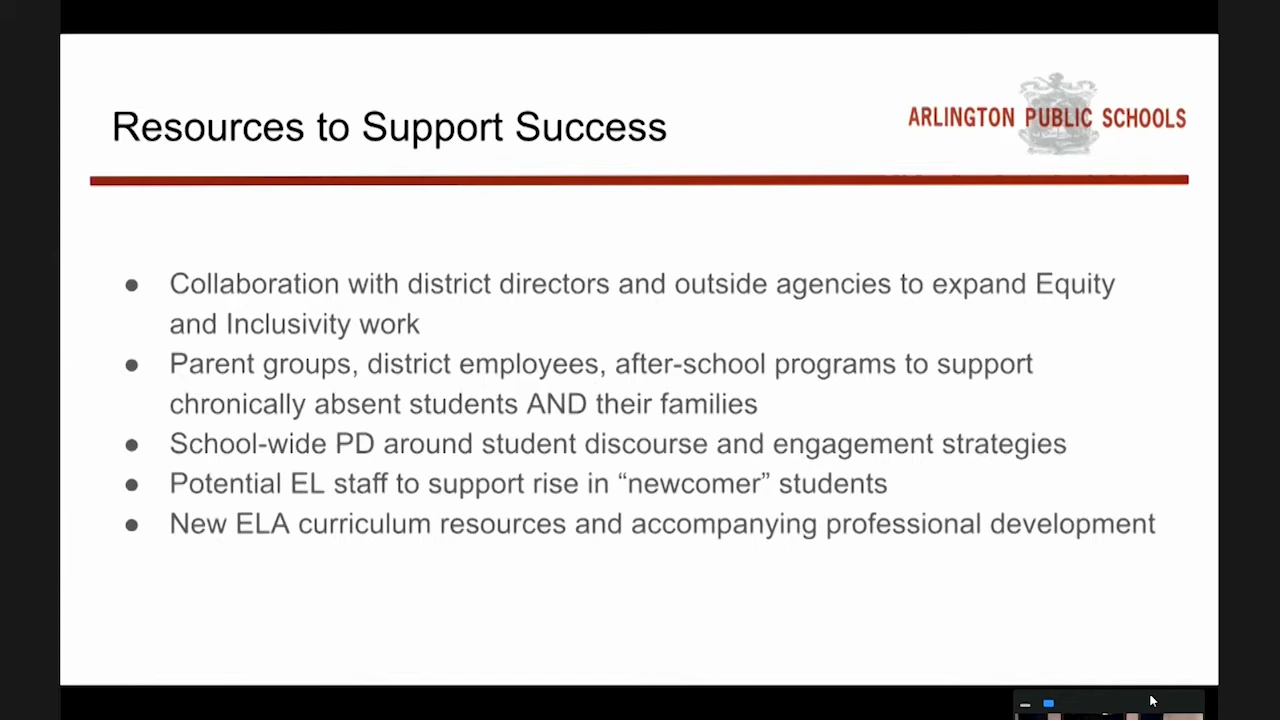 Resources to Support Success
ARLINGTON PUBLIC SCHOOLS
● Collaboration with district directors and outside agencies to expand Equity
and Inclusivity work
● Parent groups, district employees, after-school programs to support
chronically absent students AND their families
● School-wide PD around student discourse and engagement strategies
● Potential EL staff to support rise in “newcomer” students
● New ELA curriculum resources and accompanying professional development